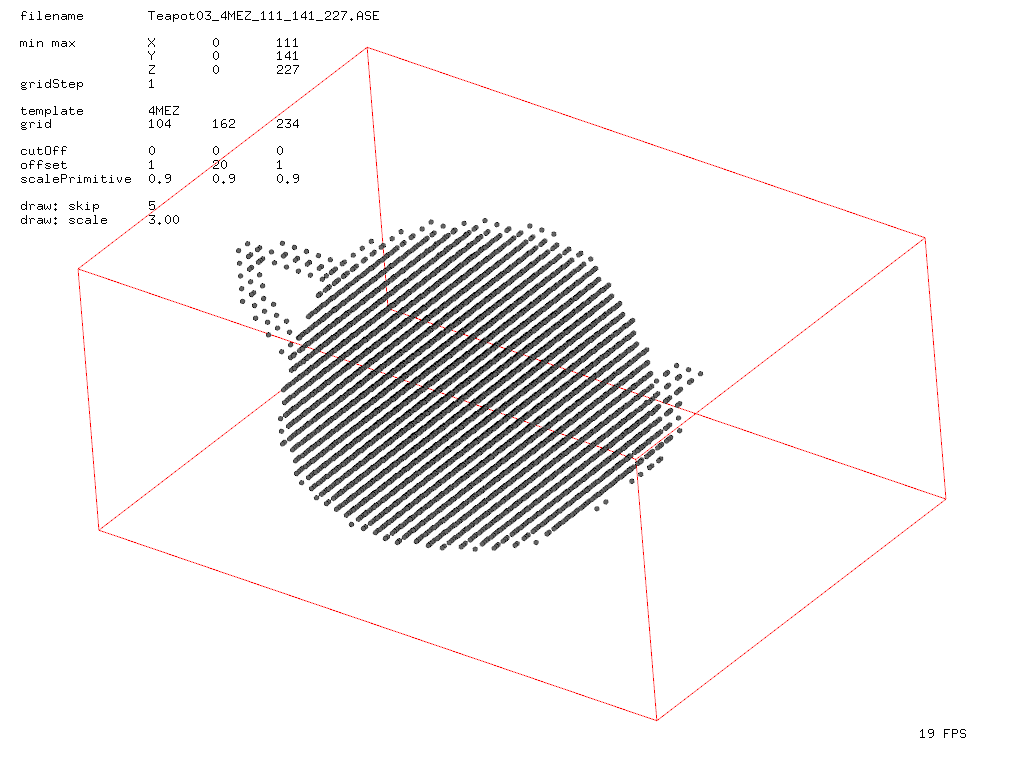 filename Teapot03_4MEZ_111_141_227.ASE
min max X 0 111
Y 0 141
Z 0 227
gridStep 1
template 4MEZ
grid 104 162 234
cutOff 0 0 0
offset 1 20 1
scalePrimitive 0.9 0.9 0.9
draw: skip 5
draw: scale 3.00
19 FPS